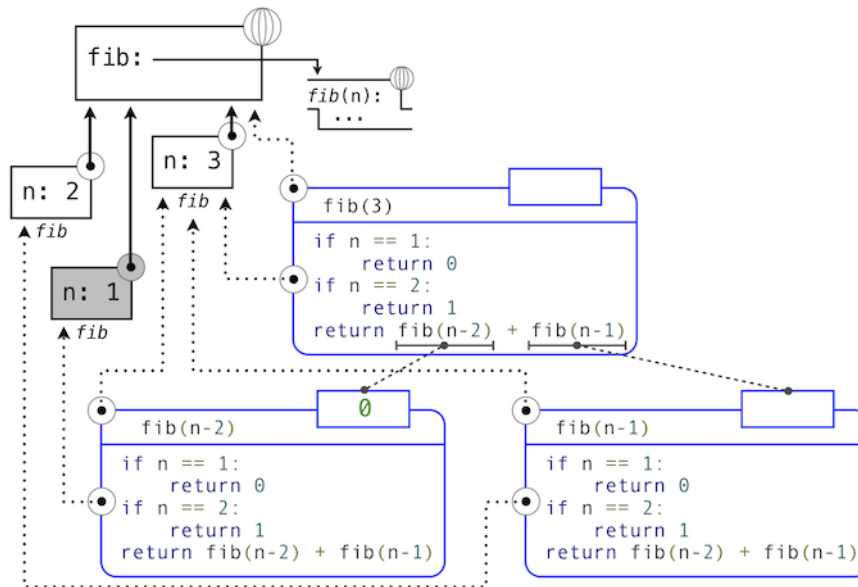 fib:
fib(n):
...
n: 3
fib
n: 2
fib
n: 1
fib
fib(3)
if n == 1:
    return 0
if n == 2:
    return 1
return fib(n-2) + fib(n-1)
0
fib(n-2)
if n == 1:
    return 0
if n == 2:
    return 1
return fib(n-2) + fib(n-1)
fib(n-1)
if n == 1:
    return 0
if n == 2:
    return 1
return fib(n-2) + fib(n-1)